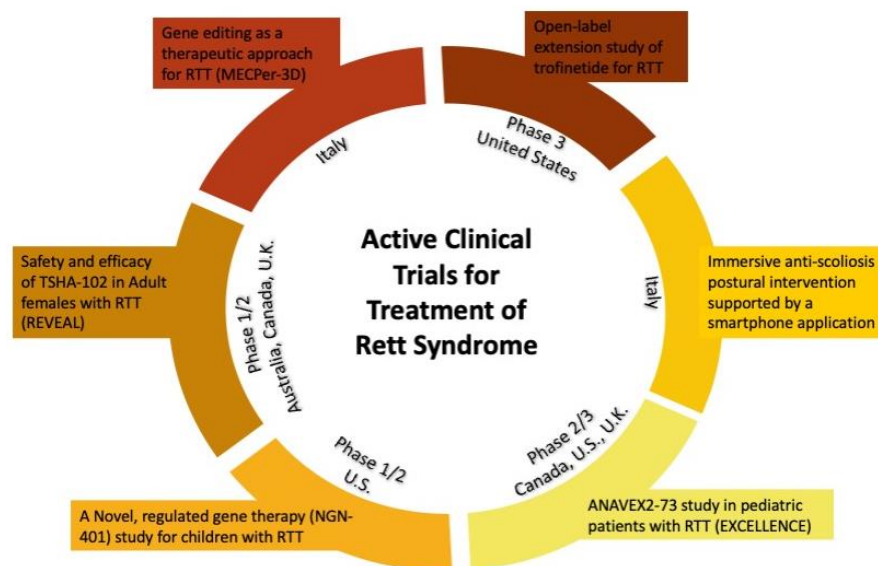 Gene editing as a
therapeutic approach
for RTT (MECPer-3D)
Open-label
extension study of
trofinetide for RTT
Italy
Phase 3
United States
Safety and efficacy
of TSHA-102 in Adult
females with RTT
(REVEAL)
Phase 1/2
Australia, Canada, U.K.
Active Clinical
Trials for
Treatment of
Rett Syndrome
Italy
Immersive anti-scoliosis
postural intervention
supported by a
smartphone application
Phase 1/2
U.S.
Phase 2/3
Canada, U.S., U.K.
A Novel, regulated gene therapy (NGN-
401) study for children with RTT
ANAVEX2-73 study in pediatric
patients with RTT (EXCELLENCE)